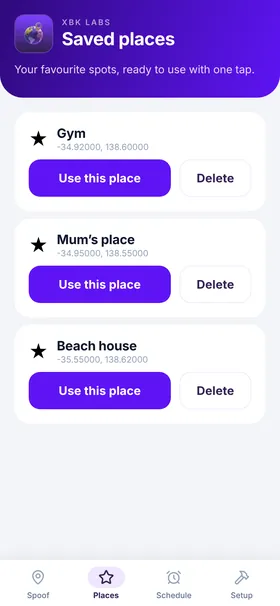 XBK LABS
Saved places
Your favourite spots, ready to use with one tap.
Gym
-34.92000, 138.60000
Use this place
Delete
Mum’s place
-34.95000, 138.55000
Use this place
Delete
Beach house
-35.55000, 138.62000
Use this place
Delete
Spoof
Places
Schedule
Setup